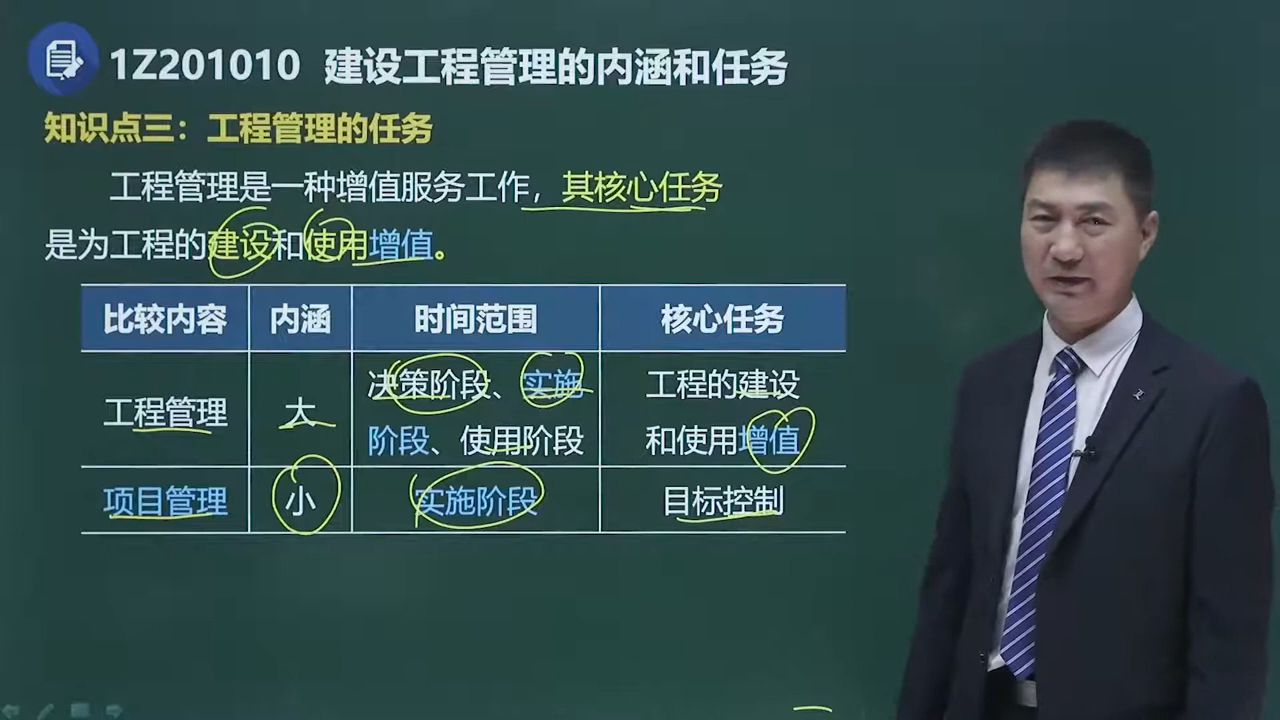 1Z201010 建设工程管理的内涵和任务
知识点三：工程管理的任务
工程管理是一种增值服务工作，其核心任务
是为工程的建设和使用增值。
比较内容 内涵 时间范围 核心任务
工程管理 大 决策阶段、实施阶段、使用阶段 工程的建设和使用增值
项目管理 小 实施阶段 目标控制